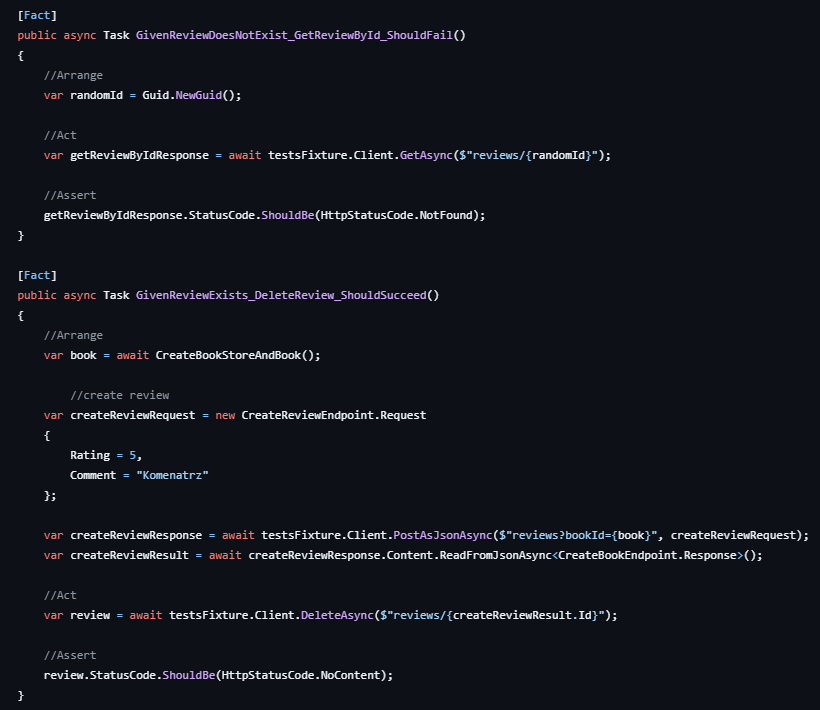 [Fact]
public async Task GivenReviewDoesNotExist_GetReviewById_ShouldFail()
{
    //Arrange
    var randomId = Guid.NewGuid();

    //Act
    var getReviewByIdResponse = await testsFixture.Client.GetAsync($"reviews/{randomId}");

    //Assert
    getReviewByIdResponse.StatusCode.ShouldBe(HttpStatusCode.NotFound);
}

[Fact]
public async Task GivenReviewExists_DeleteReview_ShouldSucceed()
{
    //Arrange
    var book = await CreateBookStoreAndBook();

        //create review
    var createReviewRequest = new CreateReviewEndpoint.Request
    {
        Rating = 5,
        Comment = "Komenatrz"
    };

    var createReviewResponse = await testsFixture.Client.PostAsJsonAsync($"reviews?bookId={book}", createReviewRequest);
    var createReviewResult = await createReviewResponse.Content.ReadFromJsonAsync<CreateBookEndpoint.Response>();

    //Act
    var review = await testsFixture.Client.DeleteAsync($"reviews/{createReviewResult.Id}");

    //Assert
    review.StatusCode.ShouldBe(HttpStatusCode.NoContent);
}